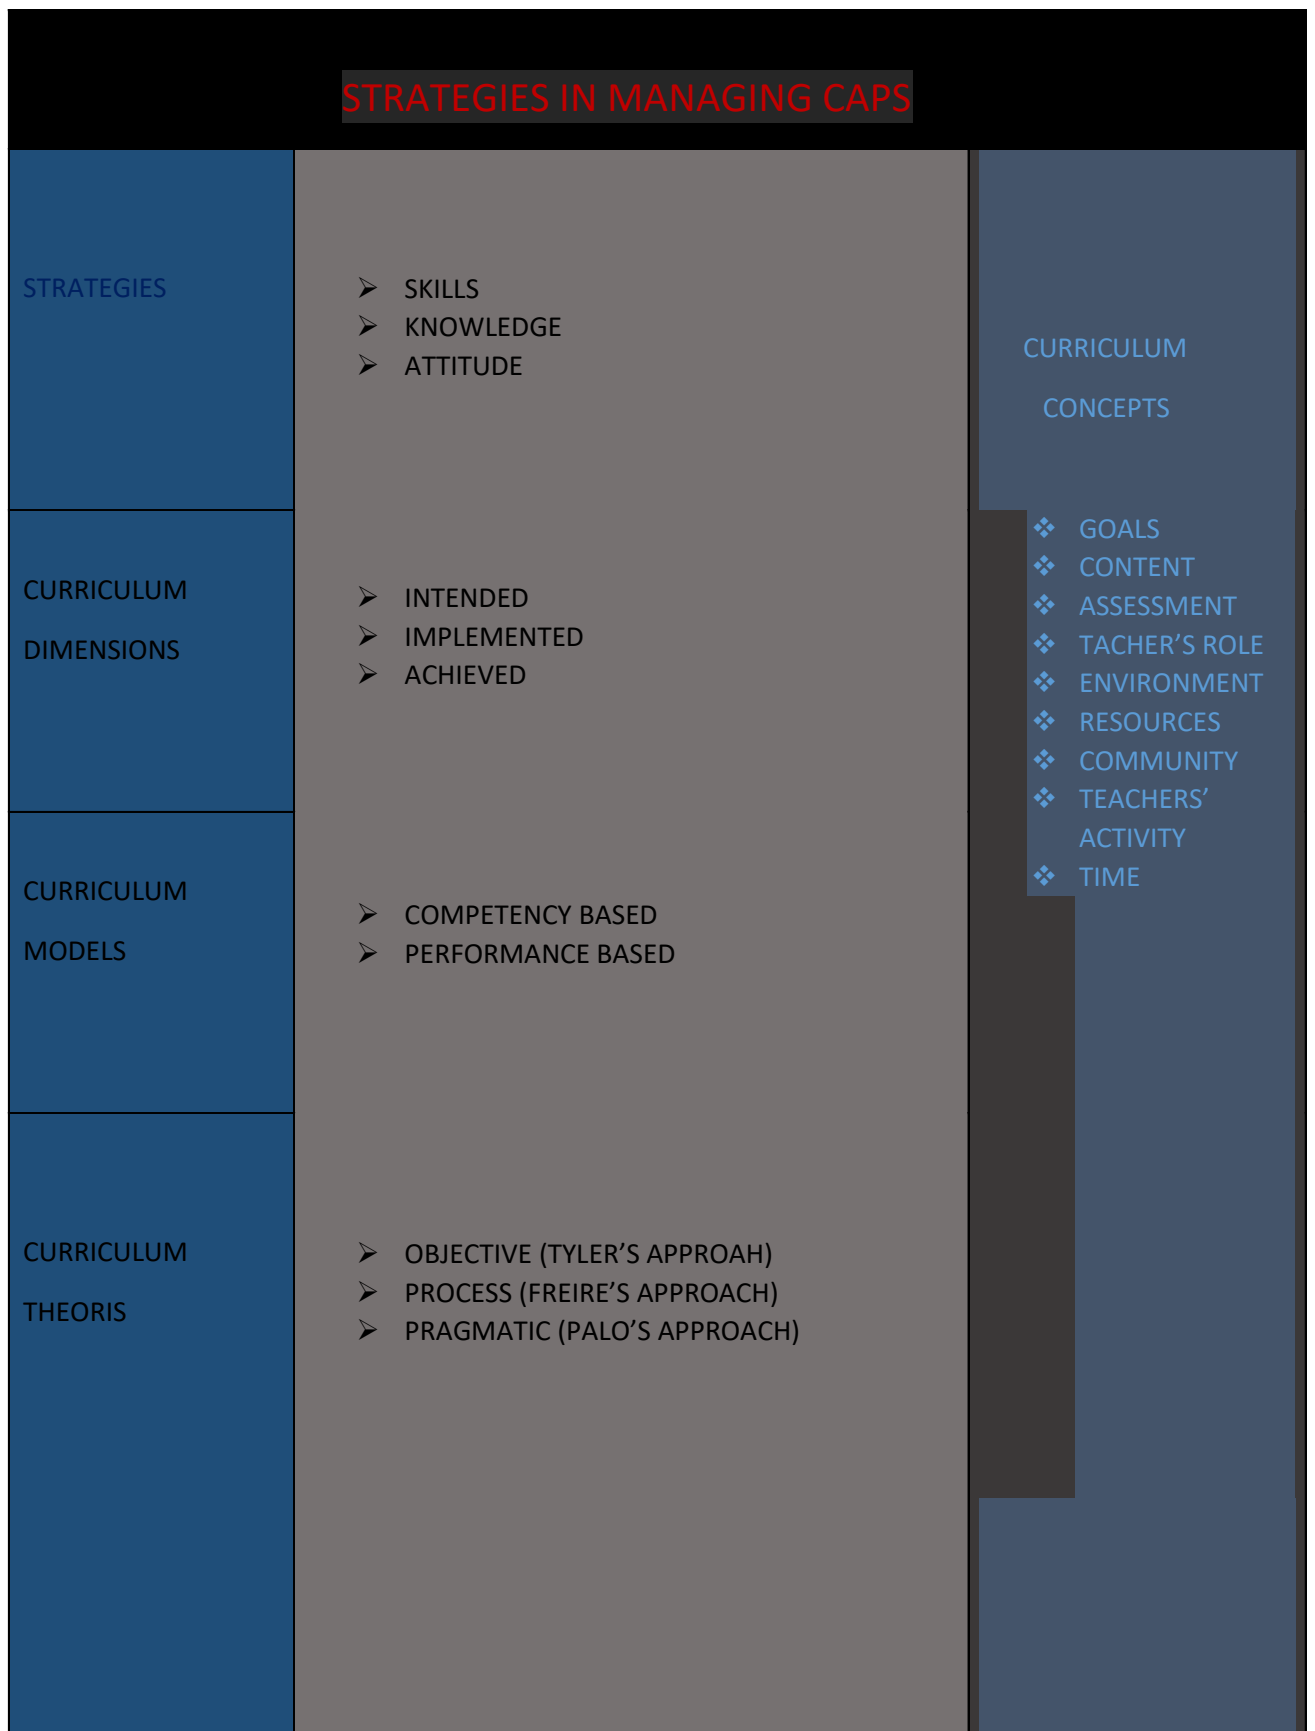 STRATEGIES IN MANAGING CAPS
STRATEGIES
➢ SKILLS
➢ KNOWLEDGE
➢ ATTITUDE
CURRICULUM
CONCEPTS
CURRICULUM
DIMENSIONS
➢ INTENDED
➢ IMPLEMENTED
➢ ACHIEVED
❖ GOALS
❖ CONTENT
❖ ASSESSMENT
❖ TACHER’S ROLE
❖ ENVIRONMENT
❖ RESOURCES
❖ COMMUNITY
❖ TEACHERS’
ACTIVITY
❖ TIME
CURRICULUM
MODELS
➢ COMPETENCY BASED
➢ PERFORMANCE BASED
CURRICULUM
THEORIS
➢ OBJECTIVE (TYLER’S APPROAH)
➢ PROCESS (FREIRE’S APPROACH)
➢ PRAGMATIC (PALO’S APPROACH)